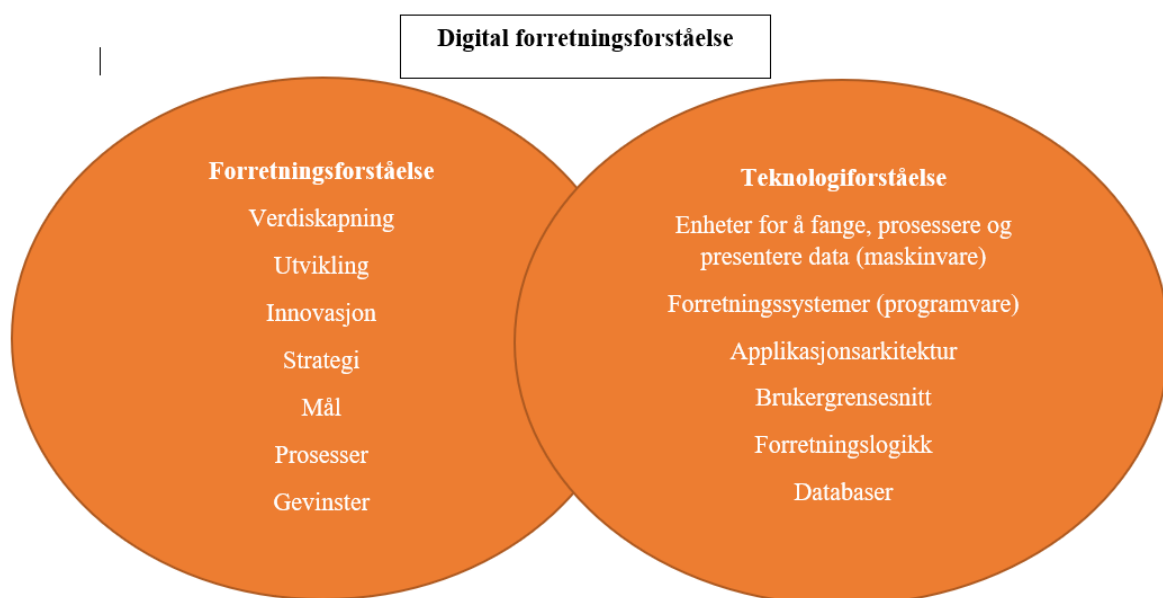 Digital forretningsforståelse
Forretningsforståelse
Verdiskapning
Utvikling
Innovasjon
Strategi
Mål
Prosesser
Gevinster
Teknologiforståelse
Enheter for å fange, prosessere og
presentere data (maskinvare)
Forretningssystemer (programvare)
Applikasjonsarkitektur
Brukergrensesnitt
Forretningslogikk
Databaser